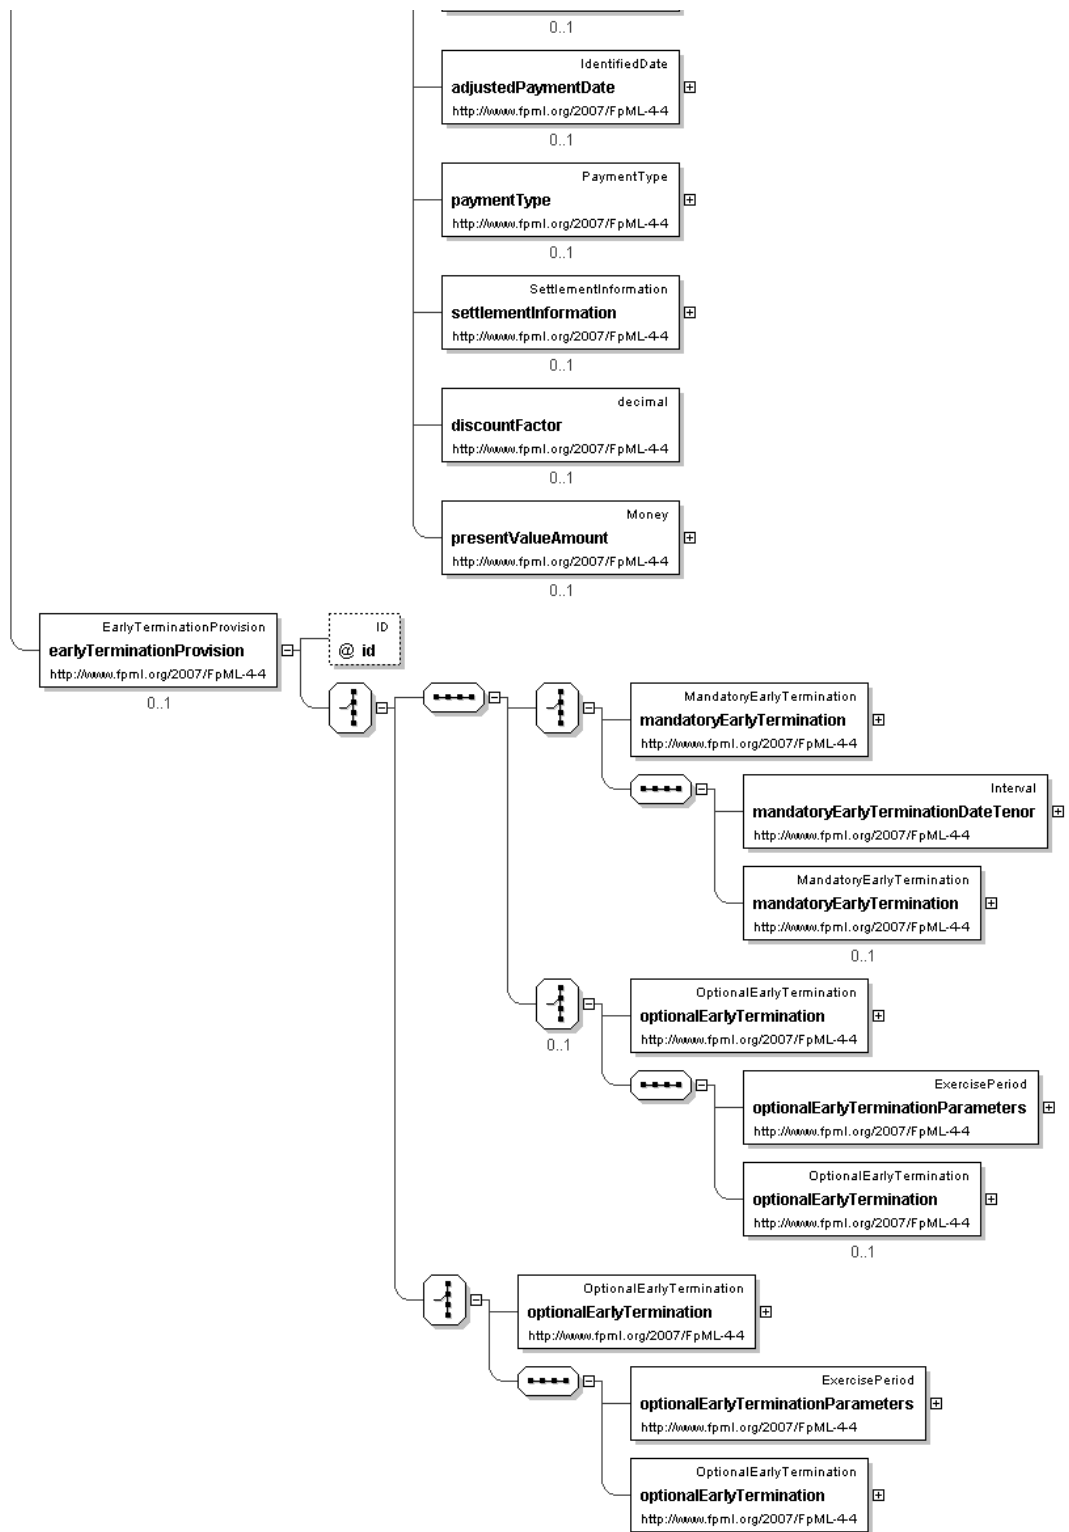 0..1
IdentifiedDate
adjustedPaymentDate
http://www.fpml.org/2007/FpML-4-4
0..1
PaymentType
paymentType
http://www.fpml.org/2007/FpML-4-4
0..1
SettlementInformation
settlementInformation
http://www.fpml.org/2007/FpML-4-4
0..1
decimal
discountFactor
http://www.fpml.org/2007/FpML-4-4
0..1
Money
presentValueAmount
http://www.fpml.org/2007/FpML-4-4
0..1
EarlyTerminationProvision
earlyTerminationProvision
http://www.fpml.org/2007/FpML-4-4
0..1
ID
@ id
MandatoryEarlyTermination
mandatoryEarlyTermination
http://www.fpml.org/2007/FpML-4-4
Interval
mandatoryEarlyTerminationDateTenor
http://www.fpml.org/2007/FpML-4-4
MandatoryEarlyTermination
mandatoryEarlyTermination
http://www.fpml.org/2007/FpML-4-4
0..1
0..1
OptionalEarlyTermination
optionalEarlyTermination
http://www.fpml.org/2007/FpML-4-4
ExercisePeriod
optionalEarlyTerminationParameters
http://www.fpml.org/2007/FpML-4-4
OptionalEarlyTermination
optionalEarlyTermination
http://www.fpml.org/2007/FpML-4-4
0..1
OptionalEarlyTermination
optionalEarlyTermination
http://www.fpml.org/2007/FpML-4-4
ExercisePeriod
optionalEarlyTerminationParameters
http://www.fpml.org/2007/FpML-4-4
OptionalEarlyTermination
optionalEarlyTermination
http://www.fpml.org/2007/FpML-4-4